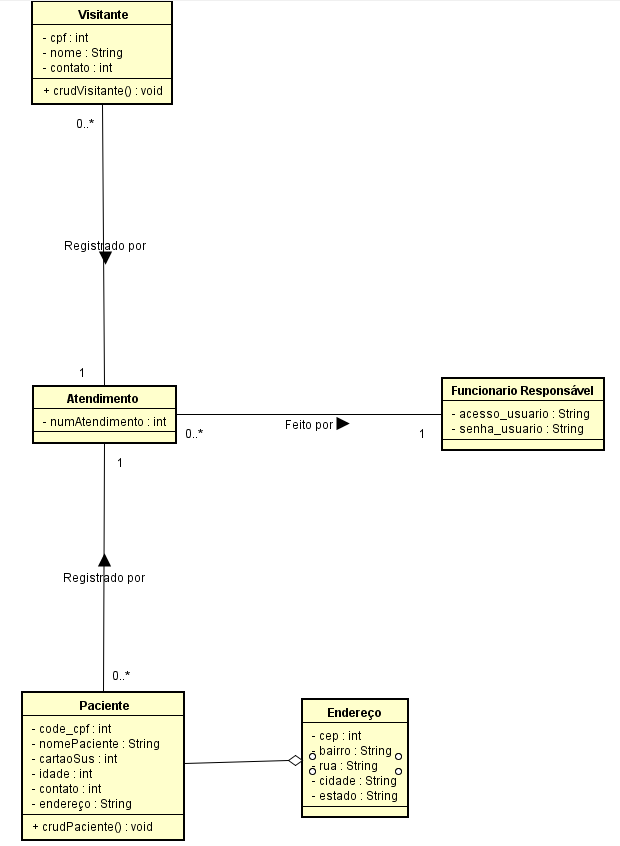 Visitante
- cpf : int
- nome : String
- contato : int
+ crudVisitante() : void
0..*
Registrado por
1
Atendimento
- numAtendimento : int
0..*
Feito por
1
Funcionario Responsável
- acesso_usuario : String
- senha_usuario : String
1
Registrado por
0..*
Paciente
- code_cpf : int
- nomePaciente : String
- cartaoSus : int
- idade : int
- contato : int
- endereço : String
+ crudPaciente() : void
Endereço
- cep : int
- bairro : String
- rua : String
- cidade : String
- estado : String